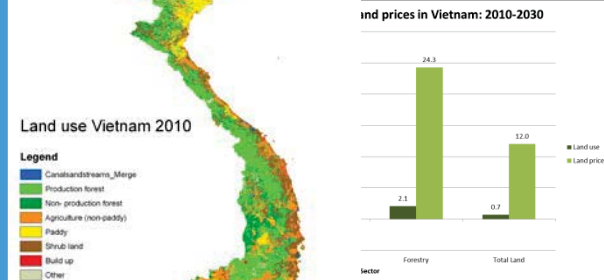 Land use Vietnam 2010
Legend
Canalsandstreams_Merge
Production forest
Non- production forest
Agriculture (non-paddy)
Paddy
Shrub land
Build up
Other
and prices in Vietnam: 2010-2030
24.3
12.0
2.1
0.7
Land use
Land price
Forestry
Total Land
Sector